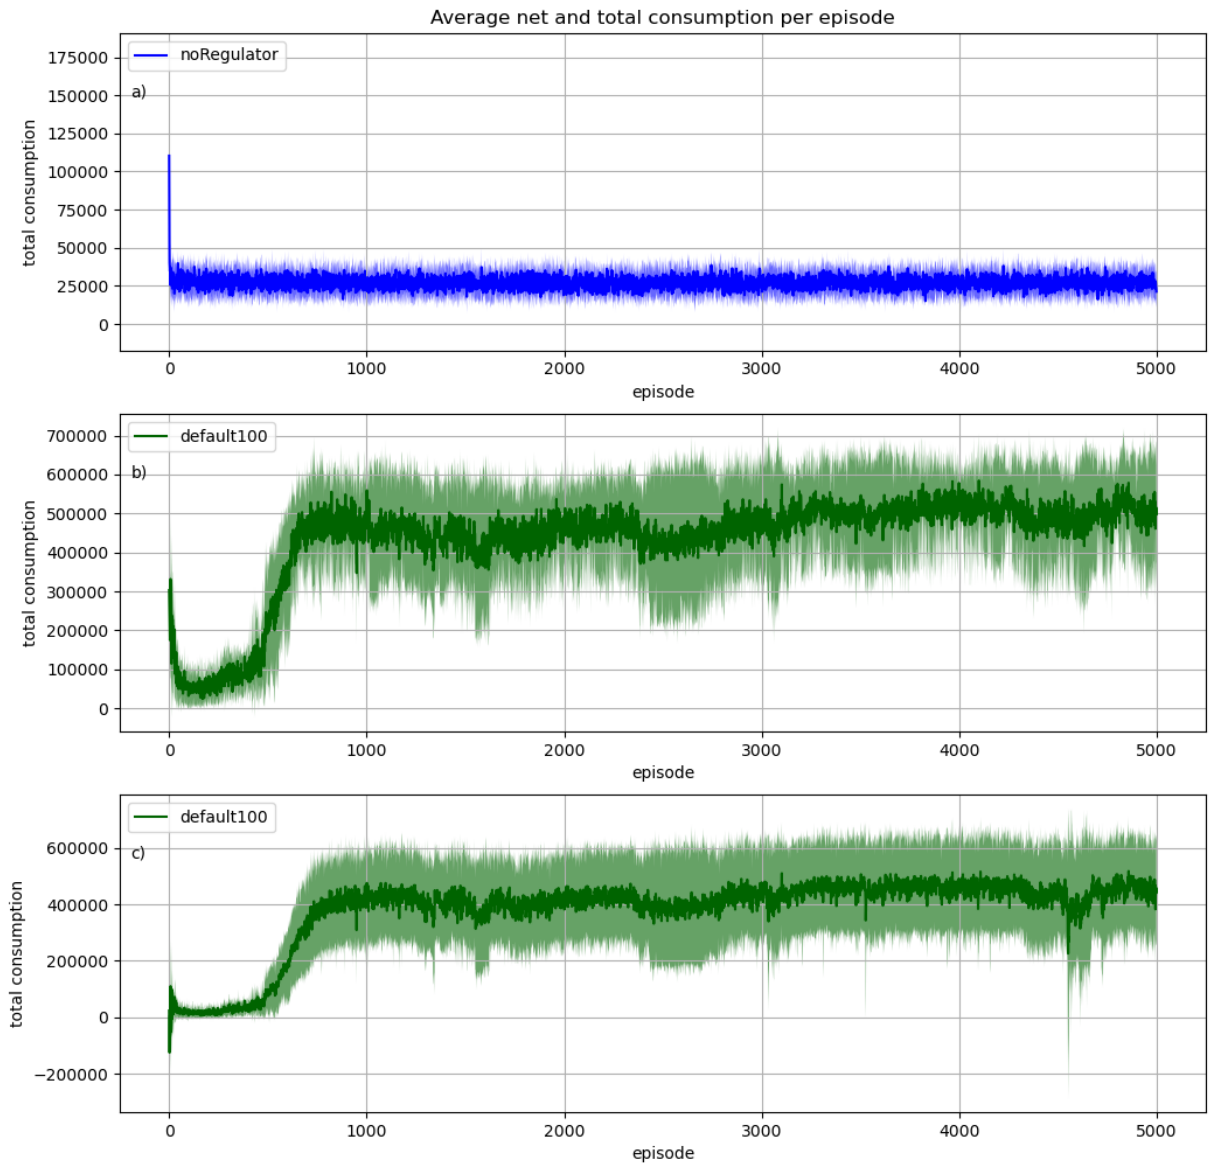 Average net and total consumption per episode
noRegulator
a)
175000
150000
125000
100000
75000
50000
25000
0
total consumption
0 1000 2000 3000 4000 5000
episode
default100
b)
700000
600000
500000
400000
300000
200000
100000
0
total consumption
0 1000 2000 3000 4000 5000
episode
default100
c)
600000
400000
200000
0
−200000
total consumption
0 1000 2000 3000 4000 5000
episode